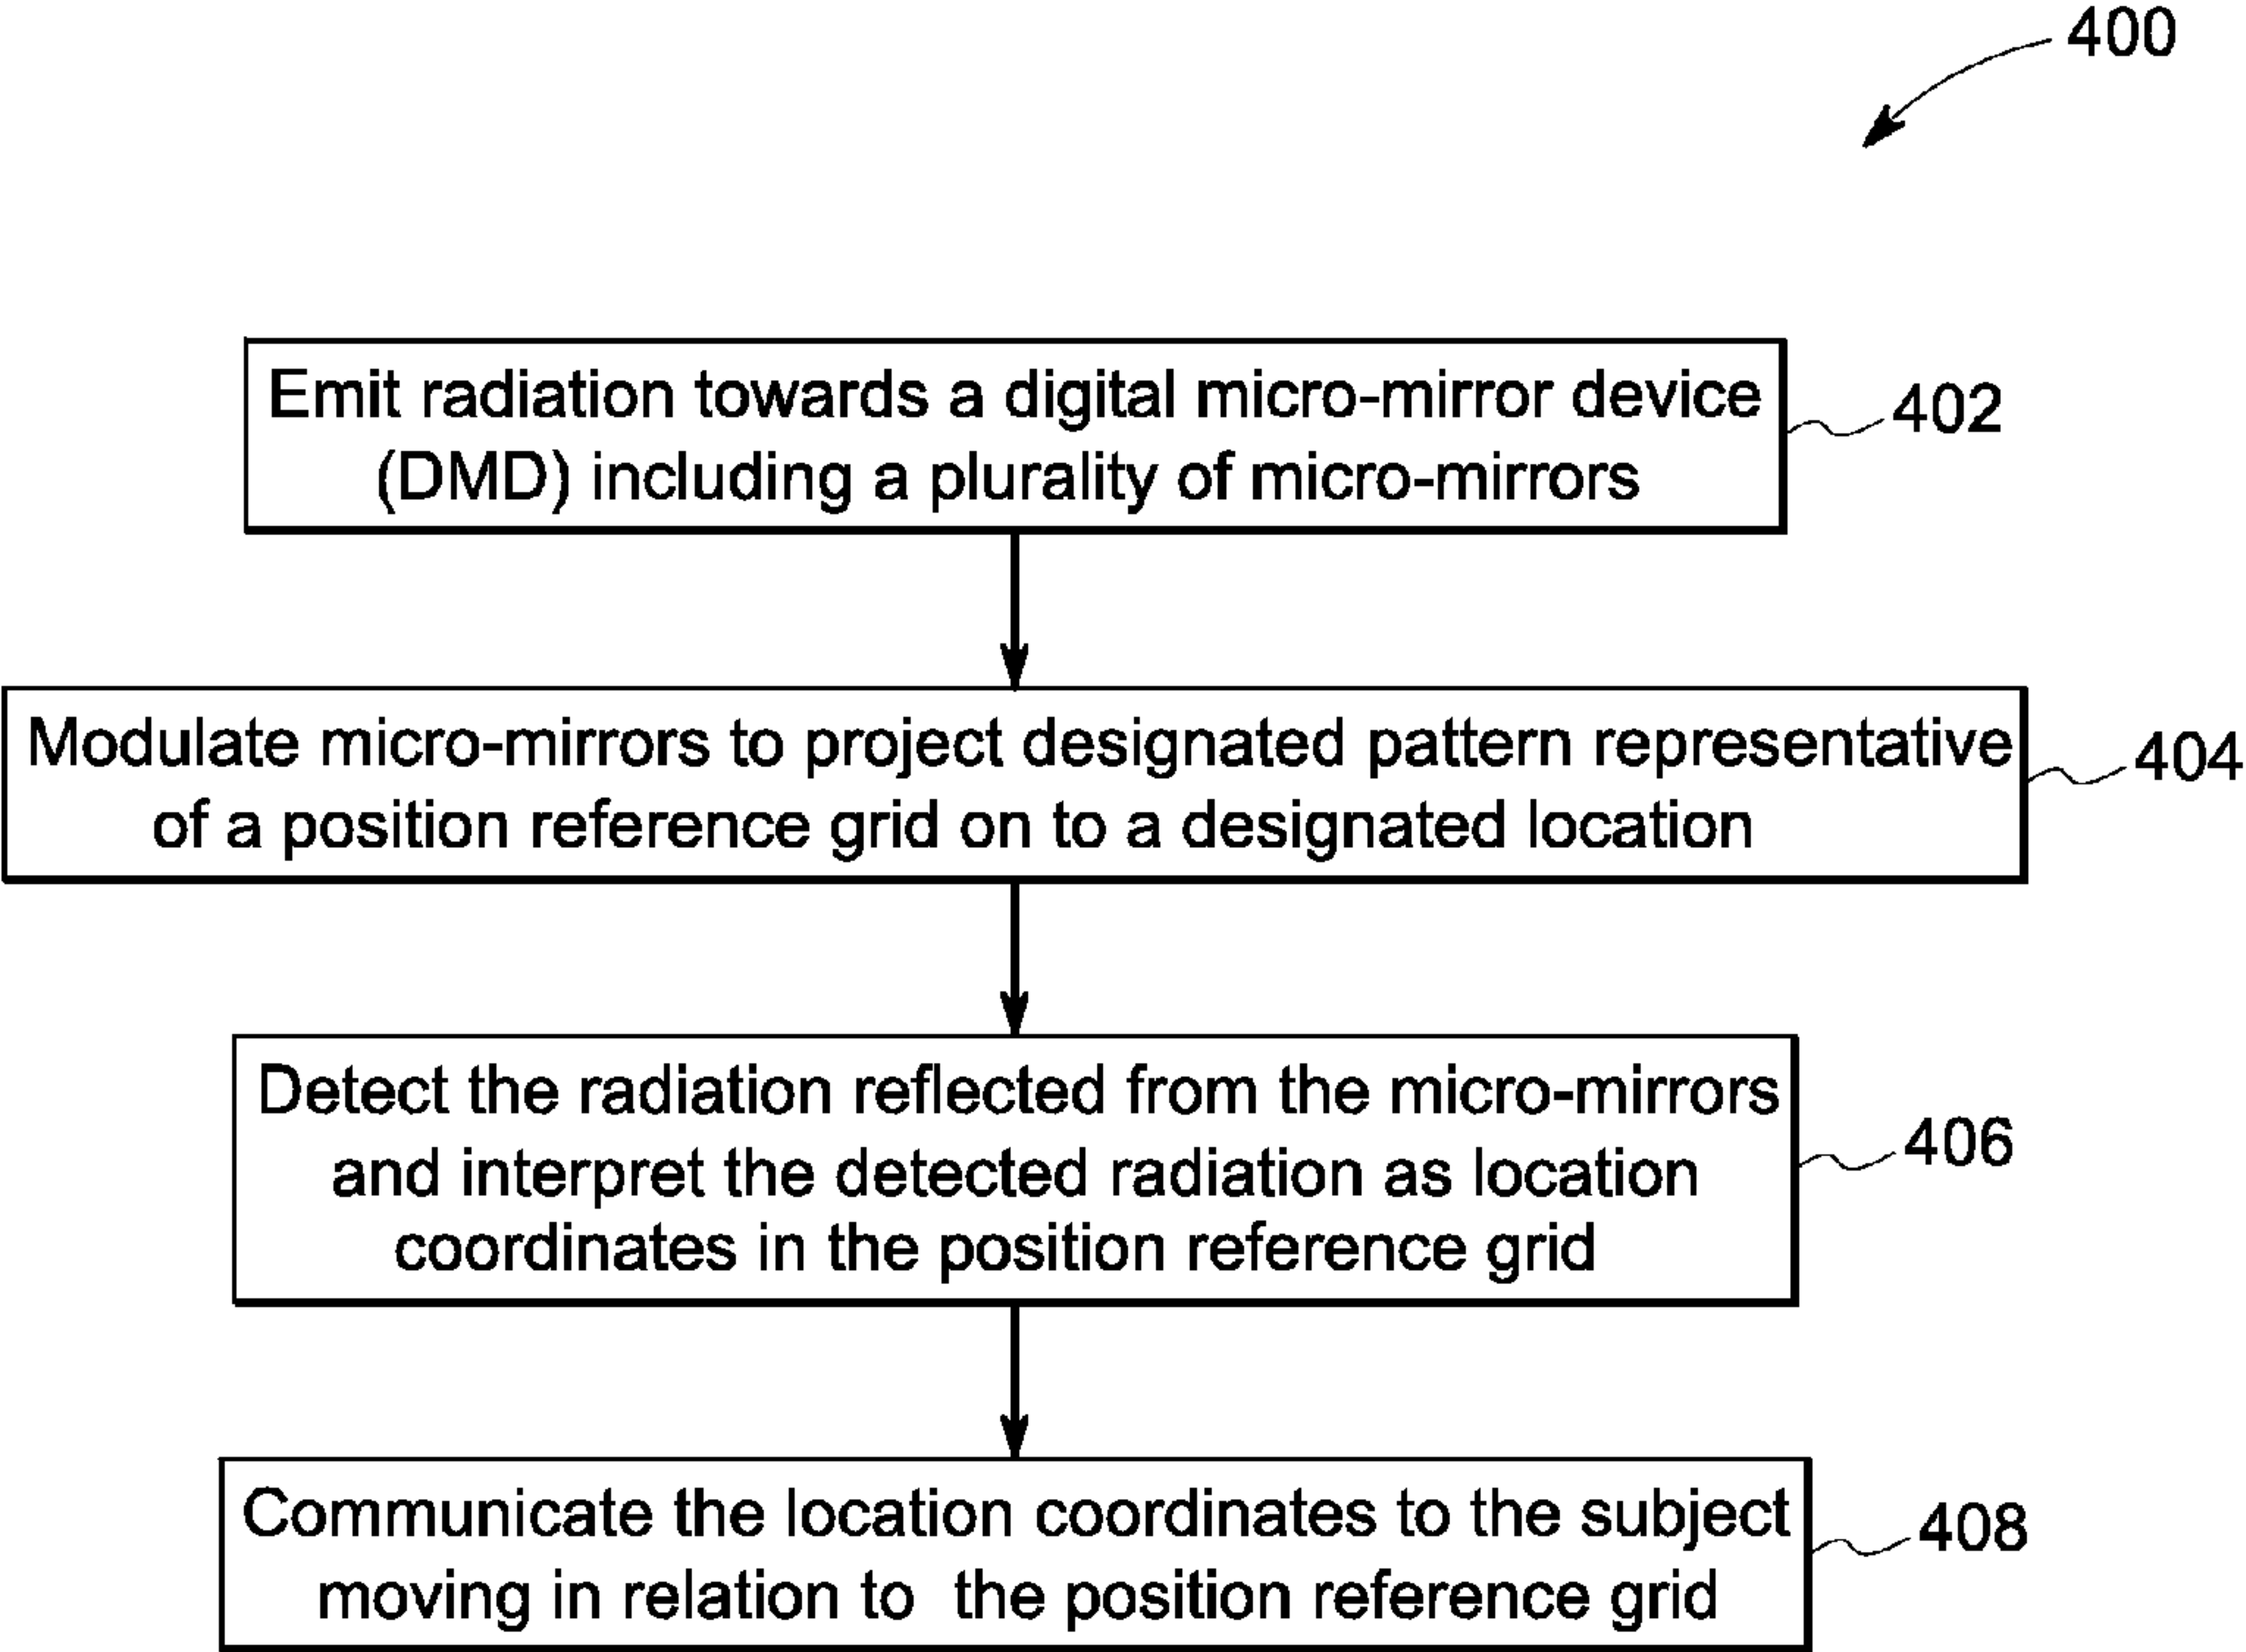 400
Emit radiation towards a digital micro-mirror device
(DMD) including a plurality of micro-mirrors
402
Modulate micro-mirrors to project designated pattern representative
of a position reference grid on to a designated location
404
Detect the radiation reflected from the micro-mirrors
and interpret the detected radiation as location
coordinates in the position reference grid
406
Communicate the location coordinates to the subject
moving in relation to the position reference grid
408